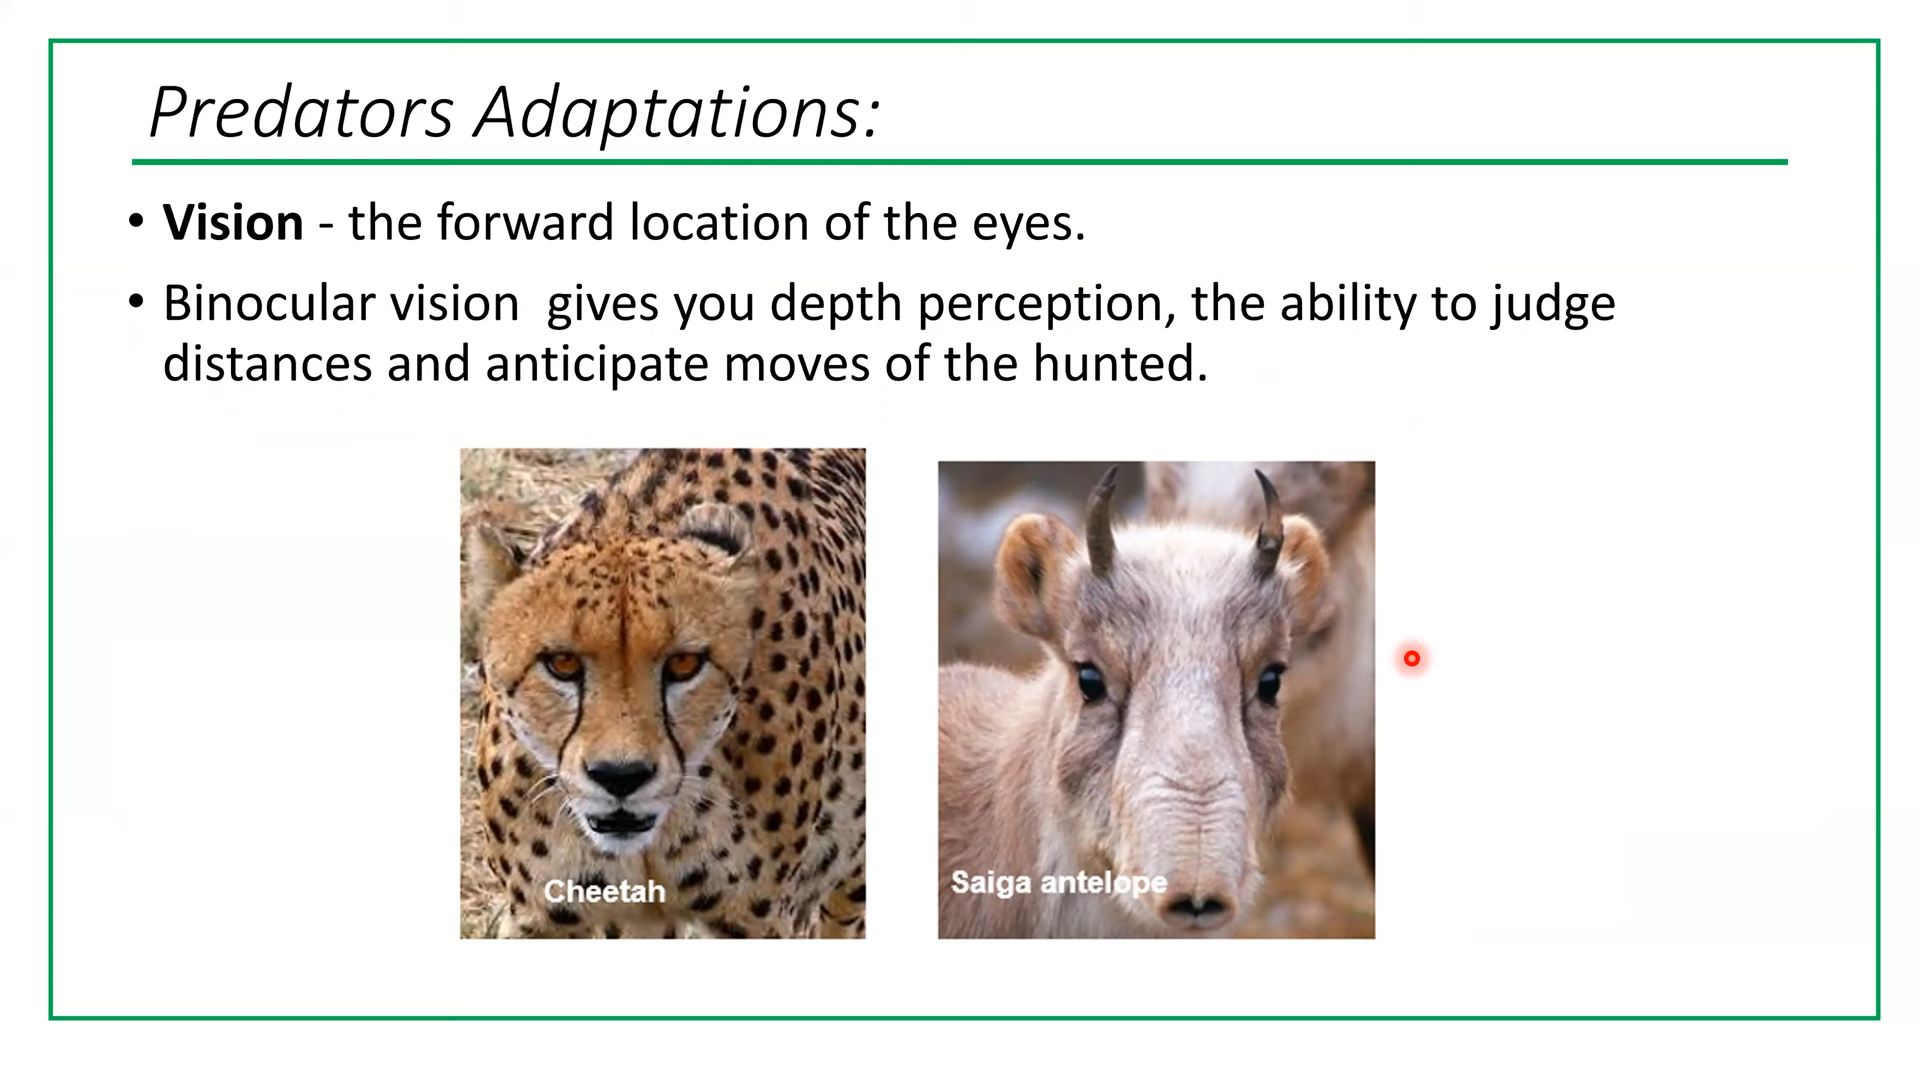 Predators Adaptations:
• Vision - the forward location of the eyes.
• Binocular vision  gives you depth perception, the ability to judge
distances and anticipate moves of the hunted.
Cheetah
Saiga antelope